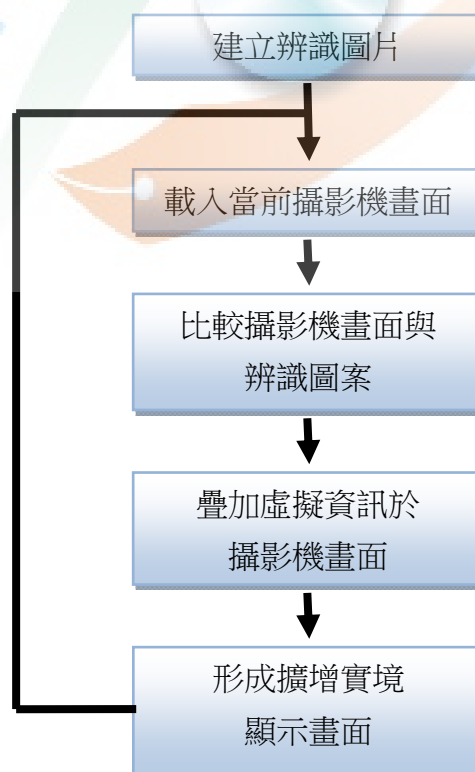 建立辨識圖片
載入當前攝影機畫面
比較攝影機畫面與
辨識圖案
疊加虛擬資訊於
攝影機畫面
形成擴增實境
顯示畫面